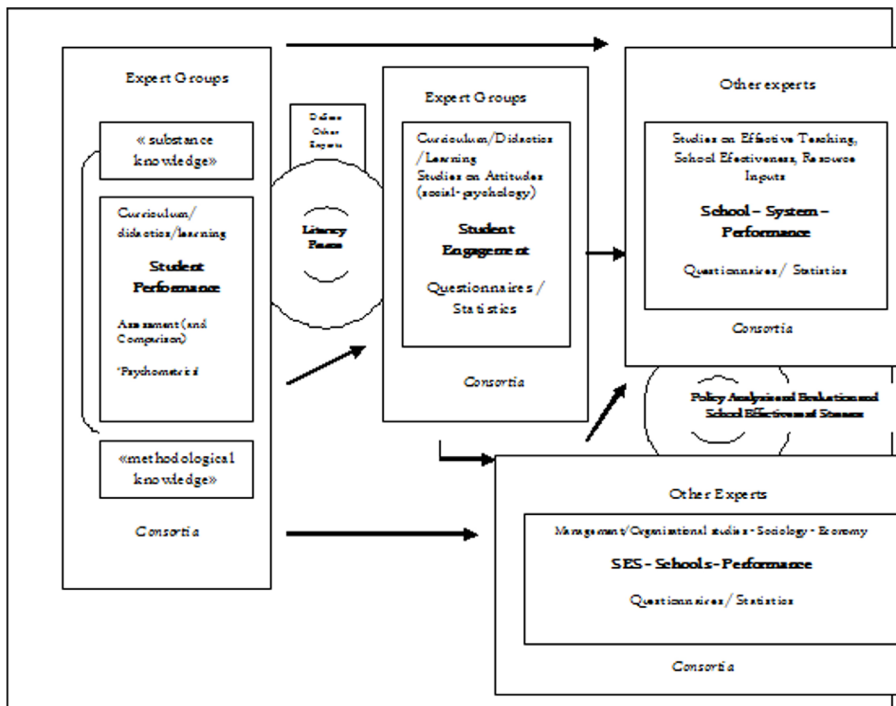 Expert Groups
« substance
knowledge»
Curriculum/
didactics/learning
Student
Performance
Assessment (and
Comparison)
Psychometrics
«methodological
knowledge»
Consortia
Other
Experts
Literacy
Expert Groups
Curriculum/Didactics
/Learning
Studies on Attitudes
(social-psychology)
Student
Engagement
Questionnaires /
Statistics
Consortia
Other experts
Studies on Effective Teaching,
School Efectiveness, Resource
Inputs
School - System -
Performance
Questionnaires / Statistics
Consortia
Policy Analysis and Evaluation and
School Effectiveness
Other Experts
Management/Organisational studies - Sociology - Economy
SES - Schools - Performance
Questionnaires / Statistics
Consortia